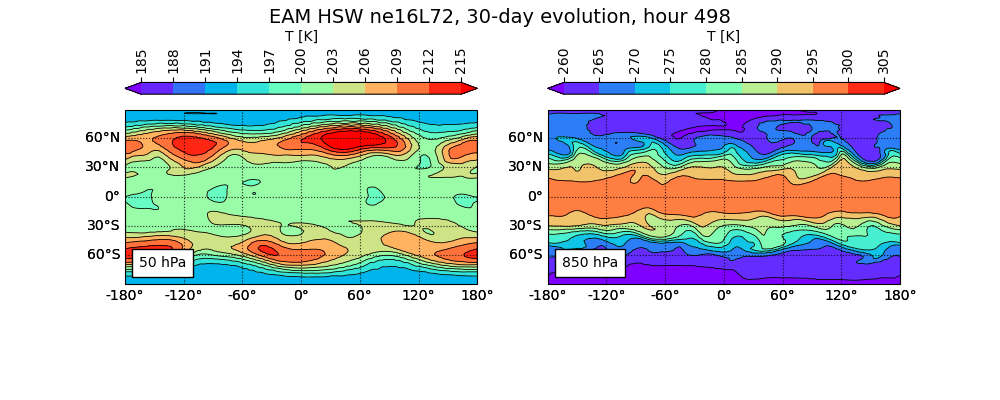 EAM HSW ne16L72, 30-day evolution, hour 498
T [K]
185 188 191 194 197 200 203 206 209 212 215
60°N
30°N
0°
30°S
60°S
50 hPa
-180° -120° -60° 0° 60° 120° 180°
T [K]
260 265 270 275 280 285 290 295 300 305
60°N
30°N
0°
30°S
60°S
850 hPa
-180° -120° -60° 0° 60° 120° 180°